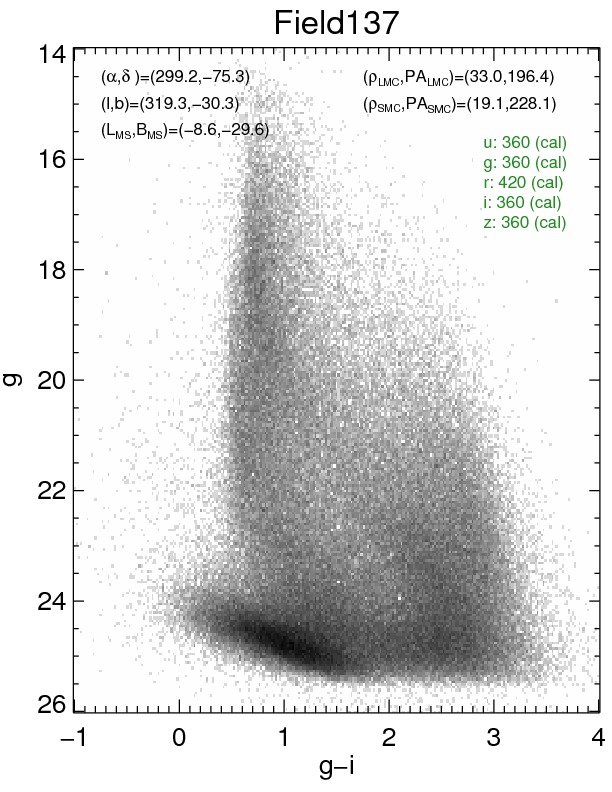 Field137
(α,δ )=(299.2,−75.3)
(ρLMC,PALMC)=(33.0,196.4)
(l,b)=(319.3,−30.3)
(ρSMC,PASMC)=(19.1,228.1)
(LMS,BMS)=(−8.6,−29.6)
u: 360 (cal)
g: 360 (cal)
r: 420 (cal)
i: 360 (cal)
z: 360 (cal)
14
16
18
20
22
24
26
g
−1 0 1 2 3 4
g−i